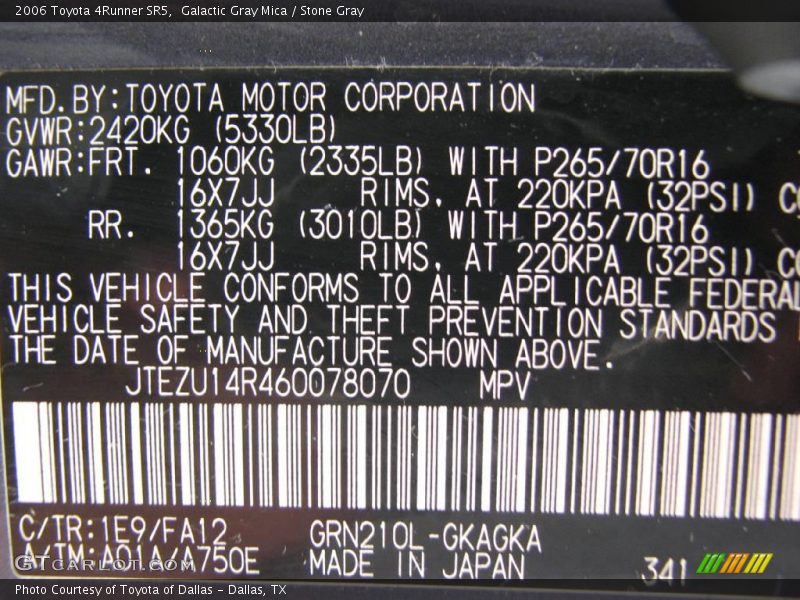 2006 Toyota 4Runner SR5, Galactic Gray Mica / Stone Gray
MFD. BY:TOYOTA MOTOR CORPORATION
GVWR:2420KG (5330LB)
GAWR:FRT. 1060KG (2335LB) WITH P265/70R16
16X7JJ RIMS, AT 220KPA (32PSI)
RR. 1365KG (3010LB) WITH P265/70R16
16X7JJ RIMS, AT 220KPA (32PSI)
THIS VEHICLE CONFORMS TO ALL APPLICABLE FEDERAL
VEHICLE SAFETY AND THEFT PREVENTION STANDARDS
THE DATE OF MANUFACTURE SHOWN ABOVE.
JTEZU14R460078070 MPV
C/TR:1E9/FA12 GRN210L-GKAGKA
A/TM:A01A/A750E MADE IN JAPAN 341
GTcarlot.com
Photo Courtesy of Toyota of Dallas - Dallas, TX